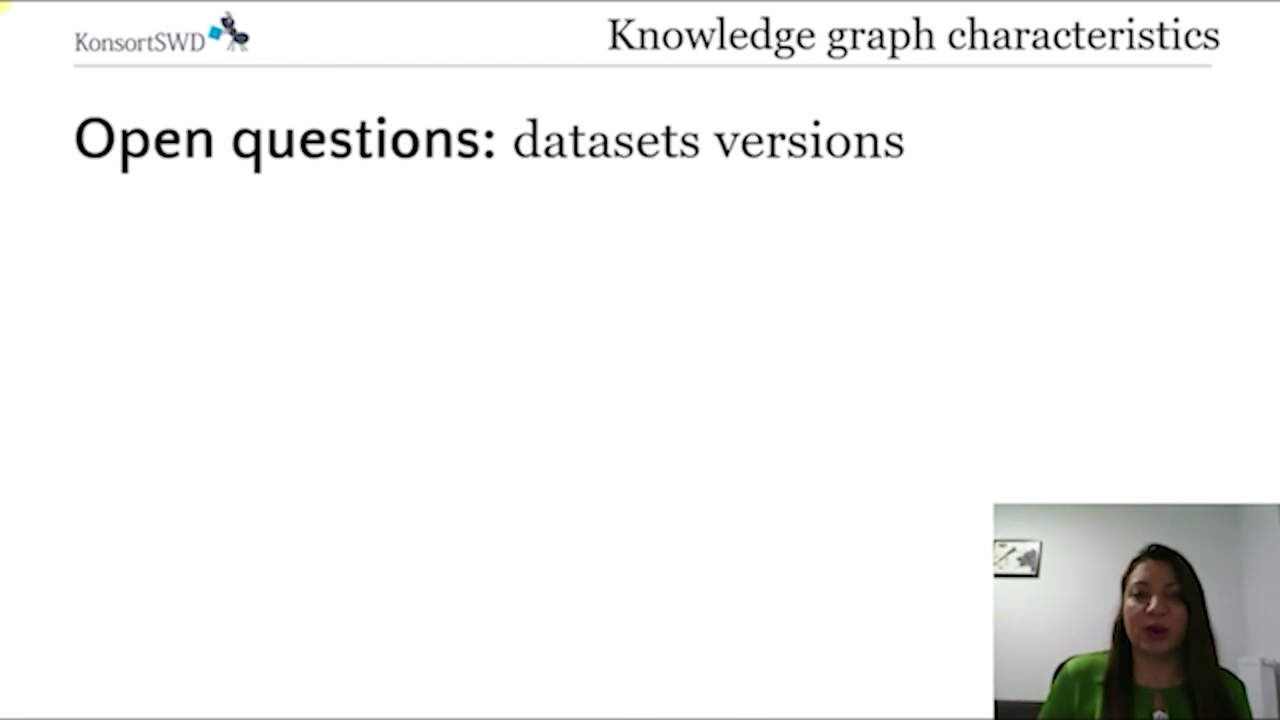 KonsortSWD
Knowledge graph characteristics
Open questions: datasets versions